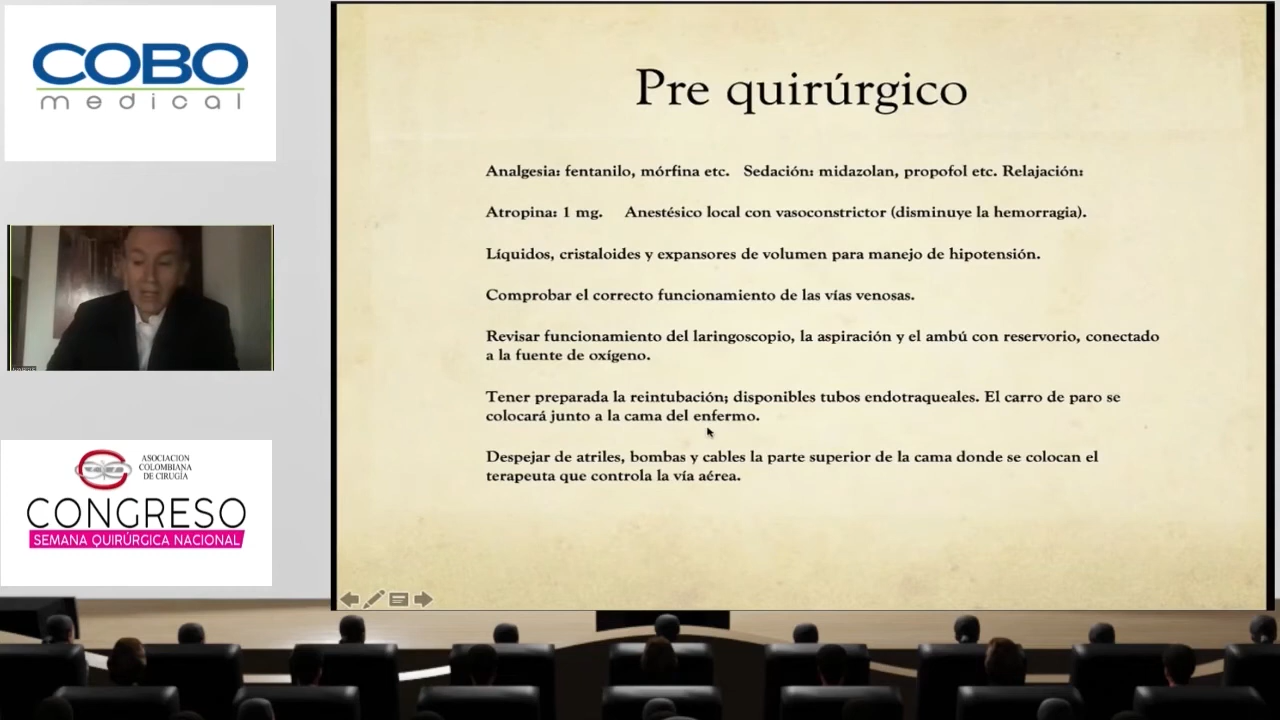 COBO
medical
ASOCIACION
COLOMBIANA
DE CIRUGÍA
CONGRESO
SEMANA QUIRÚRGICA NACIONAL
Pre quirúrgico
Analgesia: fentanilo, mórfina etc. Sedación: midazolan, propofol etc. Relajación:
Atropina: 1 mg. Anestésico local con vasoconstrictor (disminuye la hemorragia).
Líquidos, cristaloides y expansores de volumen para manejo de hipotensión.
Comprobar el correcto funcionamiento de las vías venosas.
Revisar funcionamiento del laringoscopio, la aspiración y el ambú con reservorio, conectado
a la fuente de oxígeno.
Tener preparada la reintubación; disponibles tubos endotraqueales. El carro de paro se
colocará junto a la cama del enfermo.
Despejar de atriles, bombas y cables la parte superior de la cama donde se colocan el
terapeuta que controla la vía aérea.